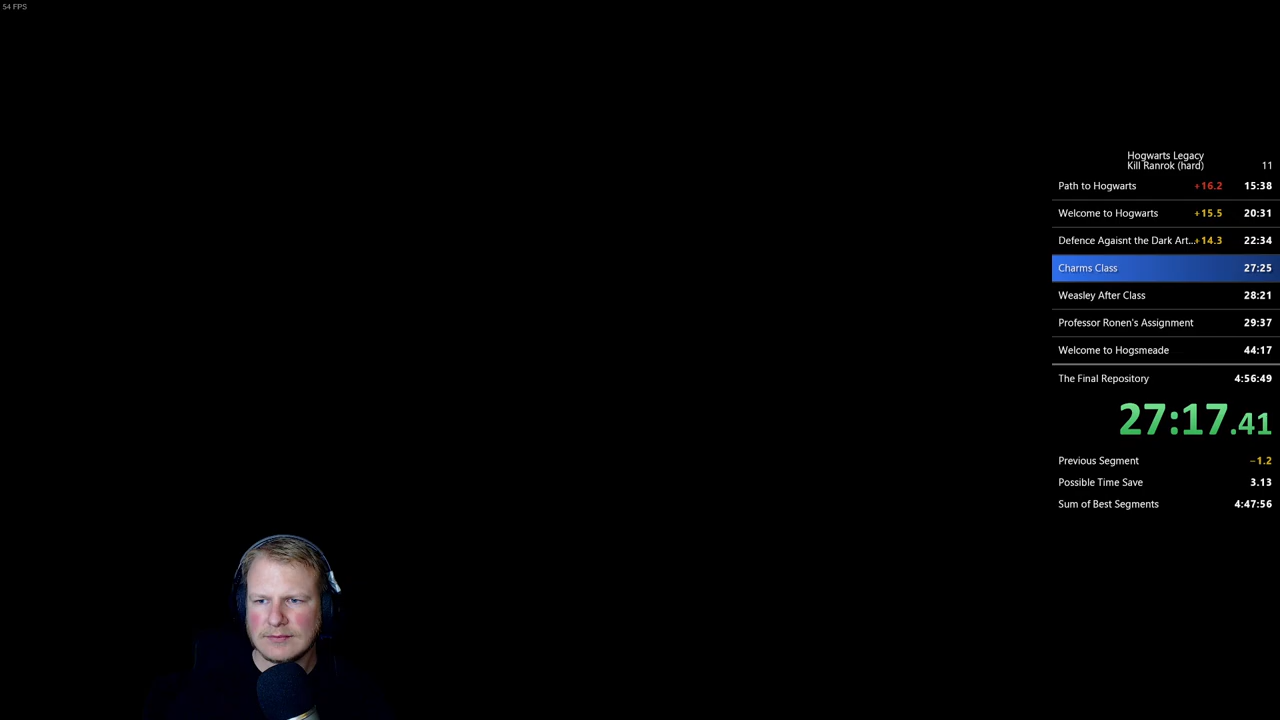 54 FPS
Hogwarts Legacy
Kill Ranrok (hard) 11
Path to Hogwarts +16.2 15:38
Welcome to Hogwarts +15.5 20:31
Defence Agaisnt the Dark Art... +14.3 22:34
Charms Class 27:25
Weasley After Class 28:21
Professor Ronen's Assignment 29:37
Welcome to Hogsmeade 44:17
The Final Repository 4:56:49
27:17.41
Previous Segment −1.2
Possible Time Save 3.13
Sum of Best Segments 4:47:56